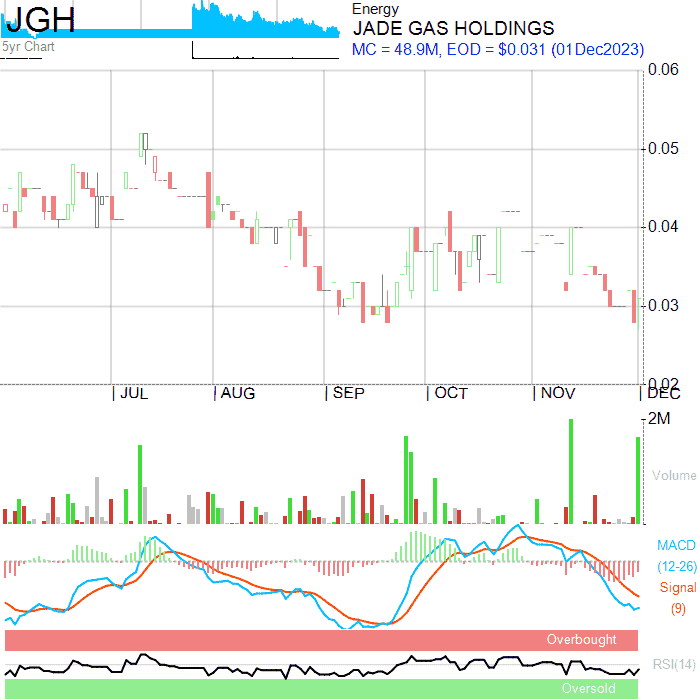 JGH
5yr Chart
Energy
JADE GAS HOLDINGS
MC = 48.9M, EOD = $0.031 (01Dec2023)
0.06
0.05
0.04
0.03
0.02
JUL AUG SEP OCT NOV DEC
2M
Volume
MACD
(12-26)
Signal
(9)
Overbought
RSI(14)
Oversold